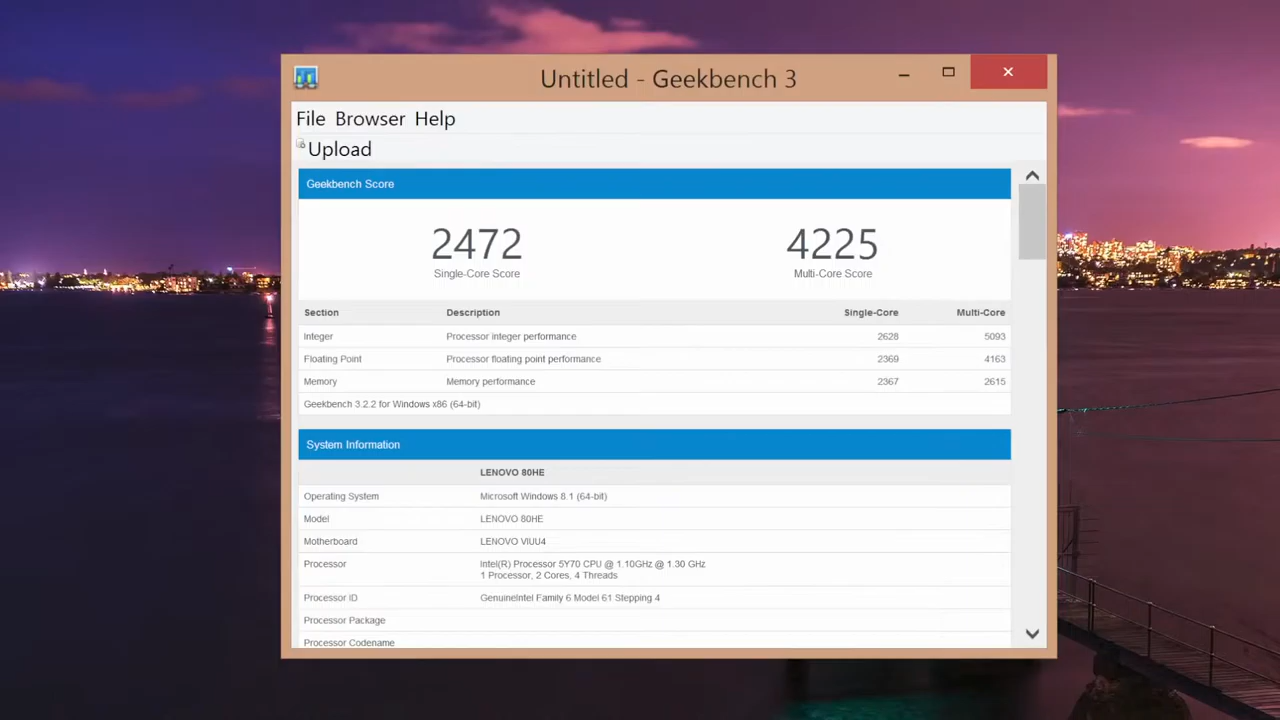 Untitled - Geekbench 3
File Browser Help
Upload
Geekbench Score
2472 4225
Single-Core Score Multi-Core Score
Section Description Single-Core Multi-Core
Integer Processor integer performance 2628 5093
Floating Point Processor floating point performance 2369 4163
Memory Memory performance 2367 2615
Geekbench 3.2.2 for Windows x86 (64-bit)
System Information
LENOVO 80HE
Operating System Microsoft Windows 8.1 (64-bit)
Model LENOVO 80HE
Motherboard LENOVO VIUU4
Processor Intel(R) Processor 5Y70 CPU @ 1.10GHz @ 1.30 GHz
1 Processor, 2 Cores, 4 Threads
Processor ID GenuineIntel Family 6 Model 61 Stepping 4
Processor Package
Processor Codename